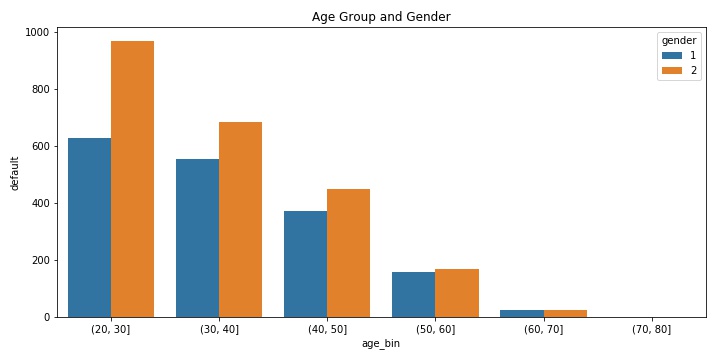 Age Group and Gender
gender
1
2
default
1000
800
600
400
200
0
(20, 30] (30, 40] (40, 50] (50, 60] (60, 70] (70, 80]
age_bin